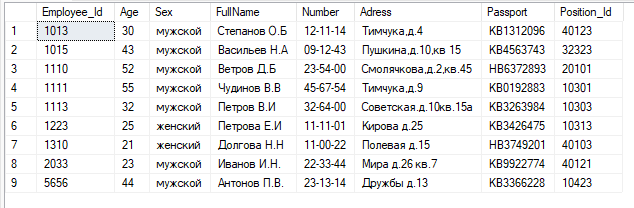 Employee_Id Age Sex FullName Number Adress Passport Position_Id
1 1013 30 мужской Степанов О.Б 12-11-14 Тимчука,д.4 KB1312096 40123
2 1015 43 мужской Васильев Н.А 09-12-43 Пушкина,д.10,кв 15 KB4563743 32323
3 1110 52 мужской Ветров Д.Б 23-54-00 Смолячкова,д.2,кв.45 HB6372893 20101
4 1111 55 мужской Чудинов В.В 45-67-54 Тимчука,д.9 KB0192883 10301
5 1113 32 мужской Петров В.И 32-64-00 Советская.д.10кв.15а KB3263984 10303
6 1223 25 женский Петрова Е.И 11-11-01 Кирова д.25 KB3426475 10313
7 1310 21 женский Долгова Н.Н 11-00-22 Полевая д.15 HB3749201 40103
8 2033 23 мужской Иванов И.Н. 22-33-44 Мира д.26 кв.7 KB9922774 40121
9 5656 44 мужской Антонов П.В. 23-13-14 Дружбы д.13 KB3366228 10423